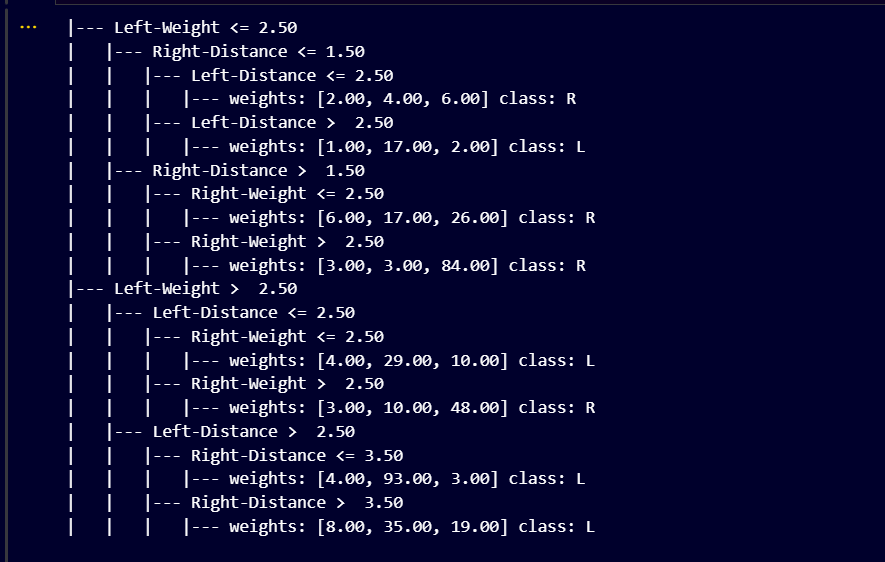 ...
|--- Left-Weight <= 2.50
|   |--- Right-Distance <= 1.50
|   |   |--- Left-Distance <= 2.50
|   |   |   |--- weights: [2.00, 4.00, 6.00] class: R
|   |   |--- Left-Distance >  2.50
|   |   |   |--- weights: [1.00, 17.00, 2.00] class: L
|   |--- Right-Distance >  1.50
|   |   |--- Right-Weight <= 2.50
|   |   |   |--- weights: [6.00, 17.00, 26.00] class: R
|   |   |--- Right-Weight >  2.50
|   |   |   |--- weights: [3.00, 3.00, 84.00] class: R
|--- Left-Weight >  2.50
|   |--- Left-Distance <= 2.50
|   |   |--- Right-Weight <= 2.50
|   |   |   |--- weights: [4.00, 29.00, 10.00] class: L
|   |   |--- Right-Weight >  2.50
|   |   |   |--- weights: [3.00, 10.00, 48.00] class: R
|   |--- Left-Distance >  2.50
|   |   |--- Right-Distance <= 3.50
|   |   |   |--- weights: [4.00, 93.00, 3.00] class: L
|   |   |--- Right-Distance >  3.50
|   |   |   |--- weights: [8.00, 35.00, 19.00] class: L